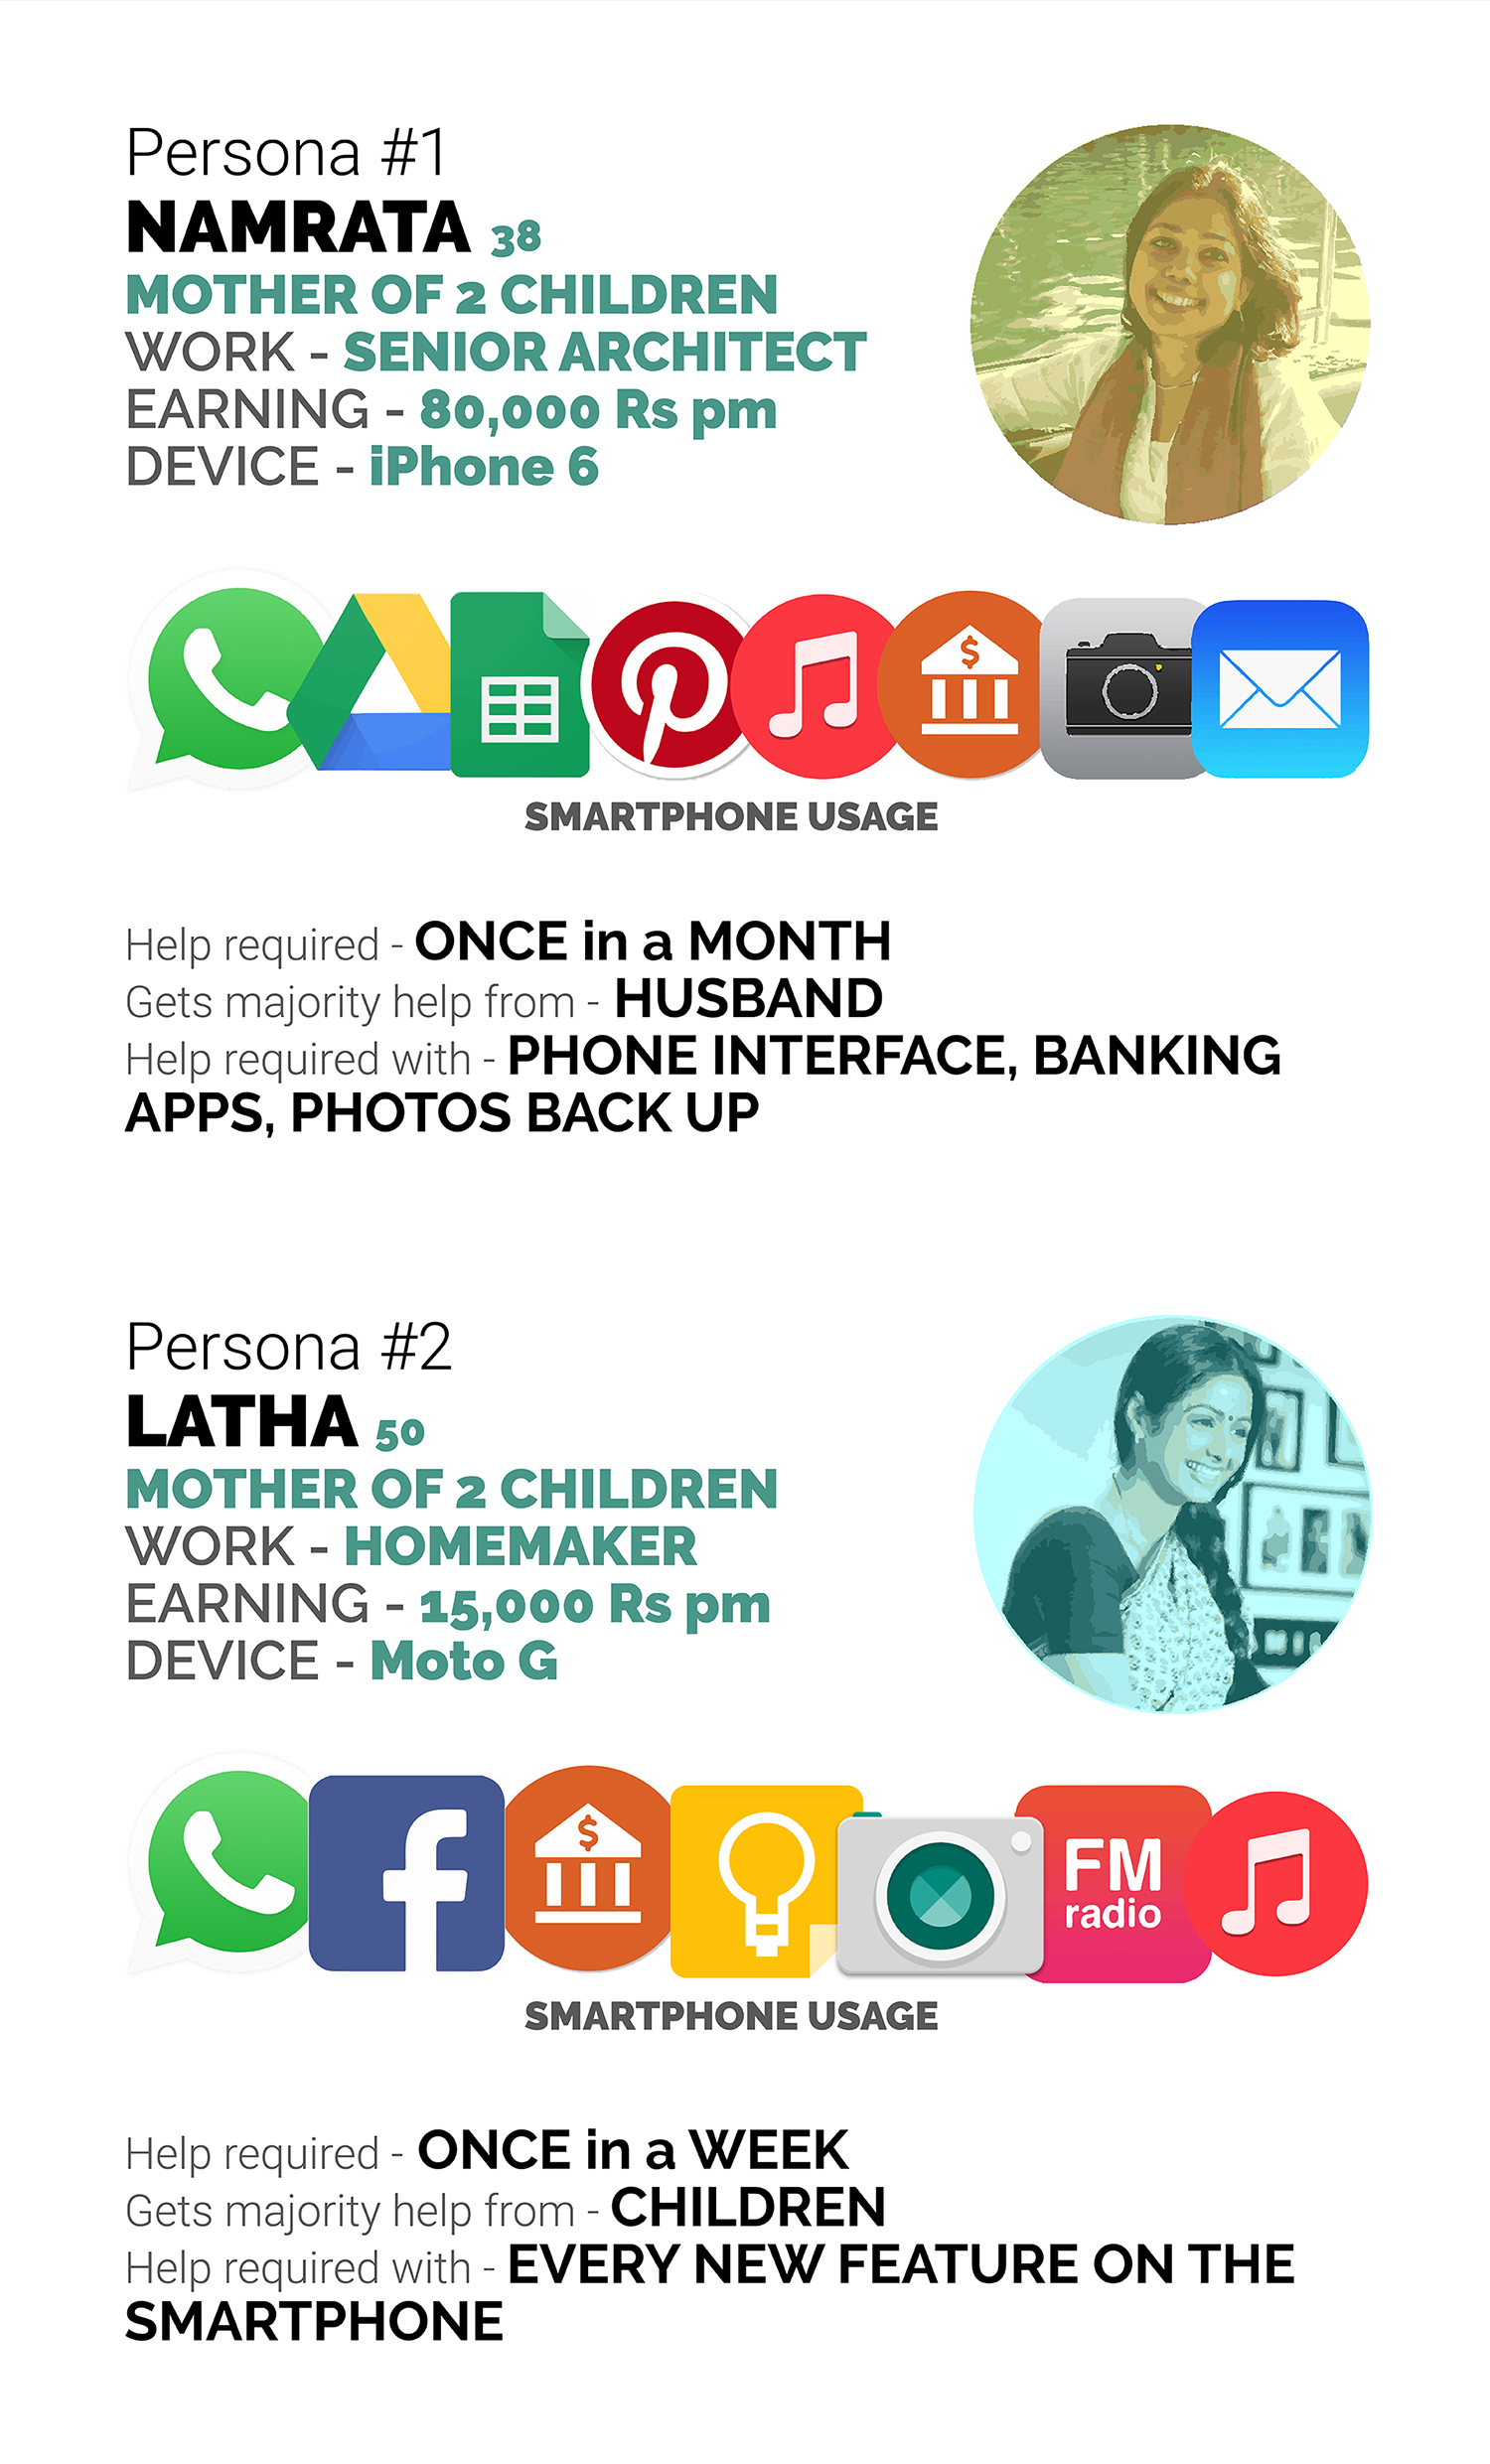 Persona #1
NAMRATA 38
MOTHER OF 2 CHILDREN
WORK - SENIOR ARCHITECT
EARNING - 80,000 Rs pm
DEVICE - iPhone 6
$
SMARTPHONE USAGE
Help required - ONCE in a MONTH
Gets majority help from - HUSBAND
Help required with - PHONE INTERFACE, BANKING
APPS, PHOTOS BACK UP
Persona #2
LATHA 50
MOTHER OF 2 CHILDREN
WORK - HOMEMAKER
EARNING - 15,000 Rs pm
DEVICE - Moto G
f $ FM
radio
SMARTPHONE USAGE
Help required - ONCE in a WEEK
Gets majority help from - CHILDREN
Help required with - EVERY NEW FEATURE ON THE
SMARTPHONE